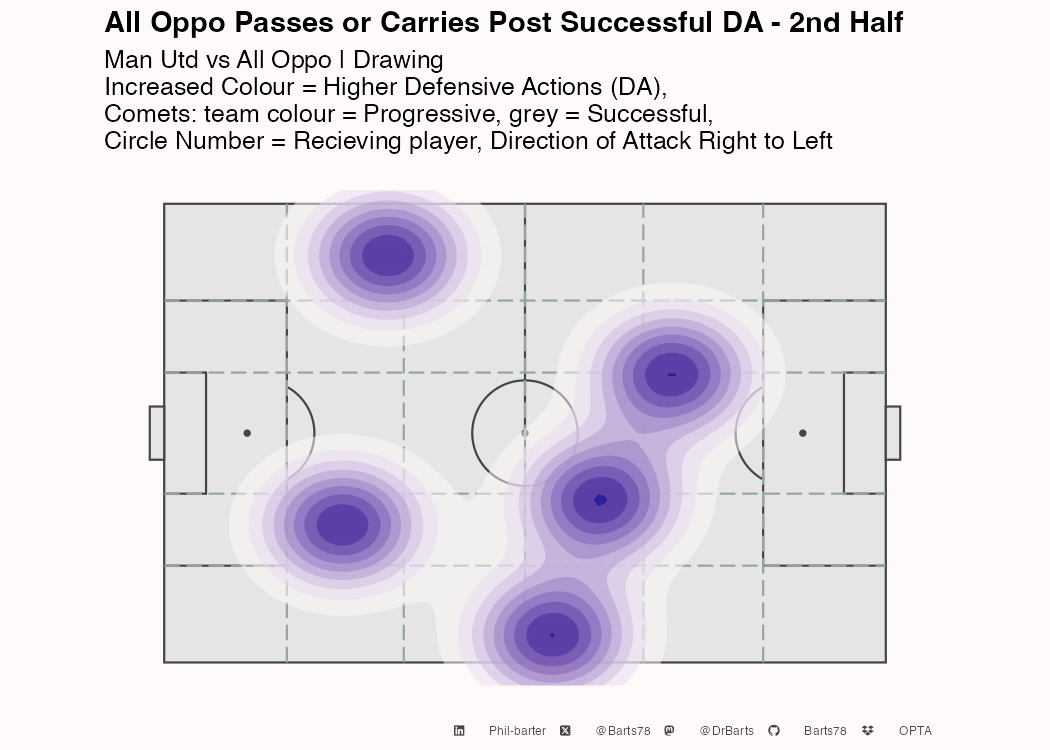 All Oppo Passes or Carries Post Successful DA - 2nd Half
Man Utd vs All Oppo | Drawing
Increased Colour = Higher Defensive Actions (DA),
Comets: team colour = Progressive, grey = Successful,
Circle Number = Recieving player, Direction of Attack Right to Left
Phil-barter @Barts78 @DrBarts Barts78 OPTA